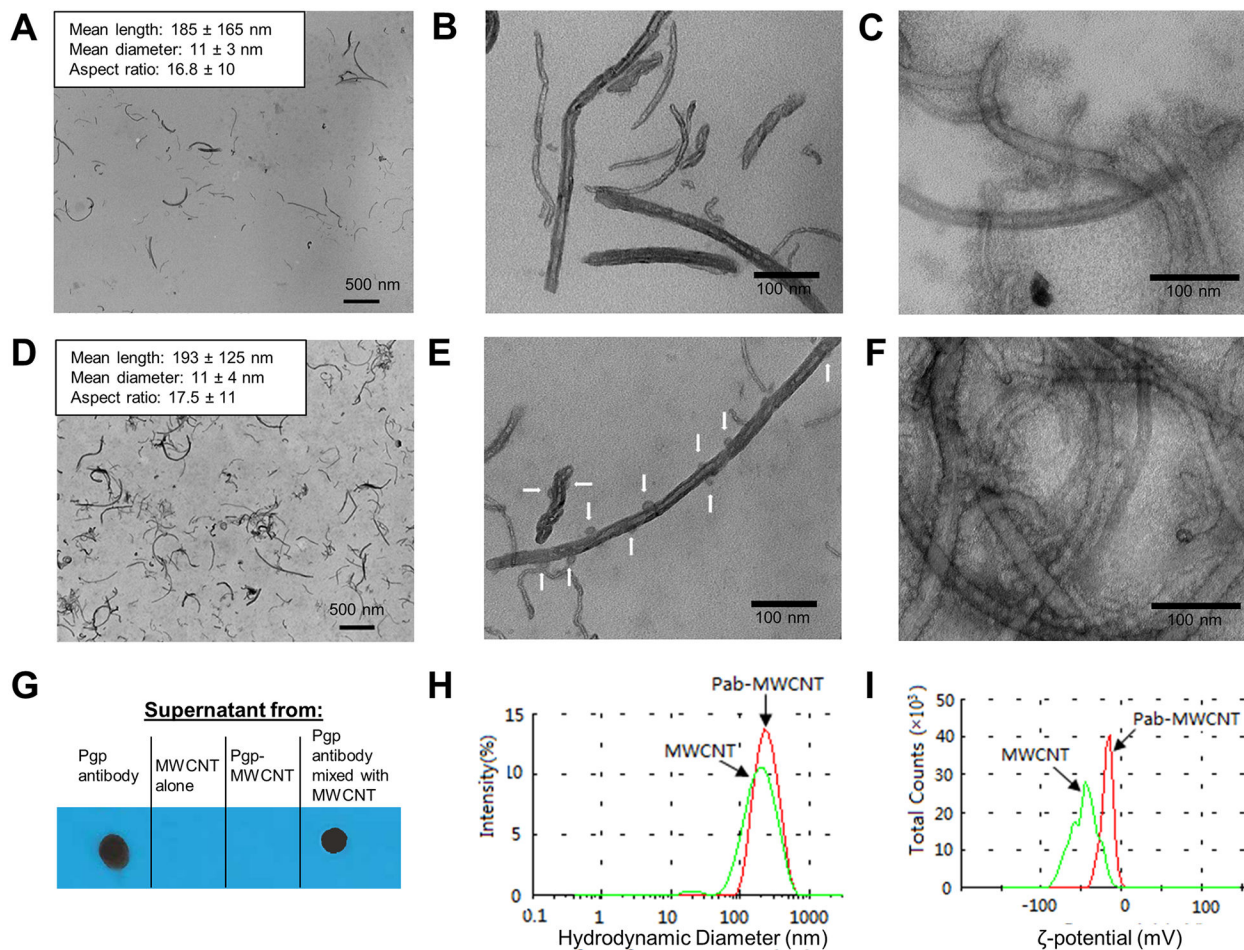 A
Mean length: 185 ± 165 nm
Mean diameter: 11 ± 3 nm
Aspect ratio: 16.8 ± 10
500 nm
B
100 nm
C
100 nm
D
Mean length: 193 ± 125 nm
Mean diameter: 11 ± 4 nm
Aspect ratio: 17.5 ± 11
500 nm
E
100 nm
F
100 nm
G
Supernatant from:
Pgp
antibody
MWCNT
alone
Pgp-
MWCNT
Pgp
antibody
mixed with
MWCNT
H
Pab-MWCNT
MWCNT
Intensity(%)
15
10
5
0
0.1
1
10
100
1000
Hydrodynamic Diameter (nm)
I
Pab-MWCNT
MWCNT
Total Counts (×10³)
50
40
30
20
10
0
-100
0
100
ζ-potential (mV)